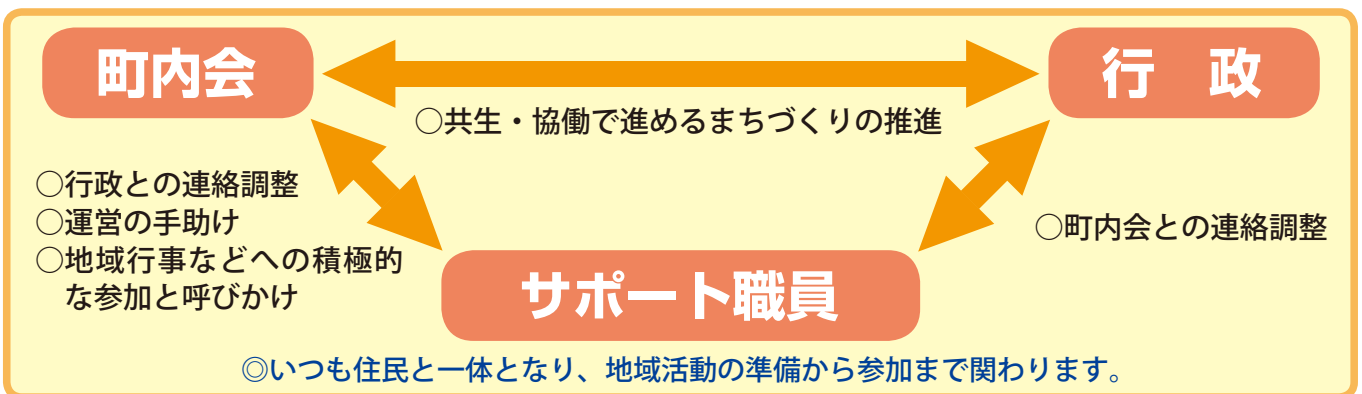 町内会
行　政
○共生・協働で進めるまちづくりの推進
○行政との連絡調整
○運営の手助け
○地域行事などへの積極的
な参加と呼びかけ
○町内会との連絡調整
サポート職員
◎いつも住民と一体となり、地域活動の準備から参加まで関わります。